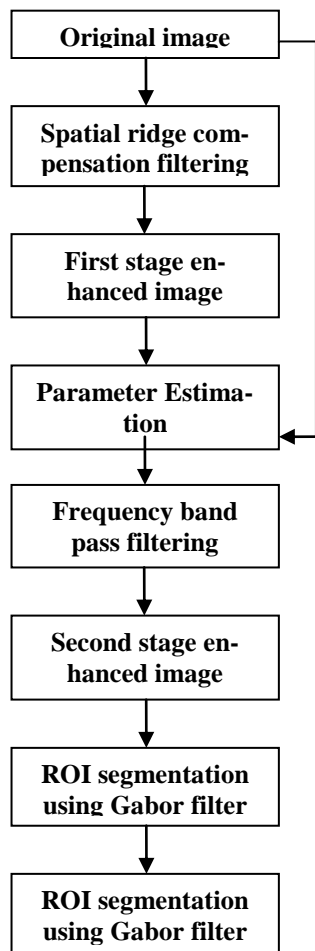 Original image
Spatial ridge com-
pensation filtering
First stage en-
hanced image
Parameter Estima-
tion
Frequency band
pass filtering
Second stage en-
hanced image
ROI segmentation
using Gabor filter
ROI segmentation
using Gabor filter